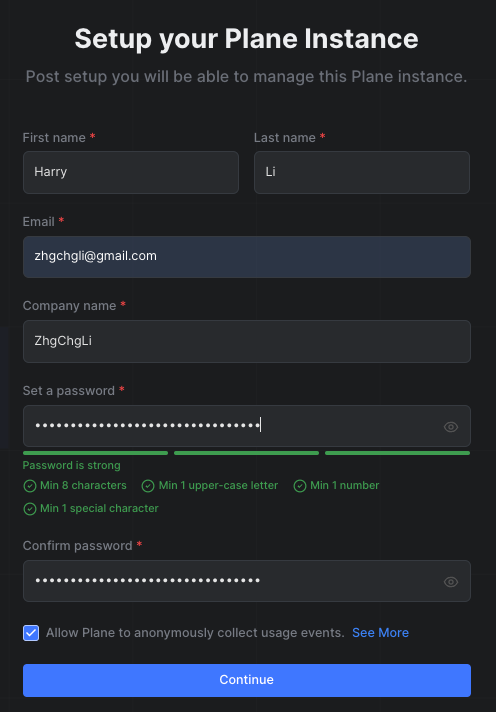 Setup your Plane Instance
Post setup you will be able to manage this Plane instance.
First name * Last name *
Harry Li
Email *
zhgchgli@gmail.com
Company name *
ZhgChgLi
Set a password *
••••••••••••••••••••••••••••••••
Password is strong
Min 8 characters Min 1 upper-case letter Min 1 number
Min 1 special character
Confirm password *
••••••••••••••••••••••••••••••••
Allow Plane to anonymously collect usage events. See More
Continue